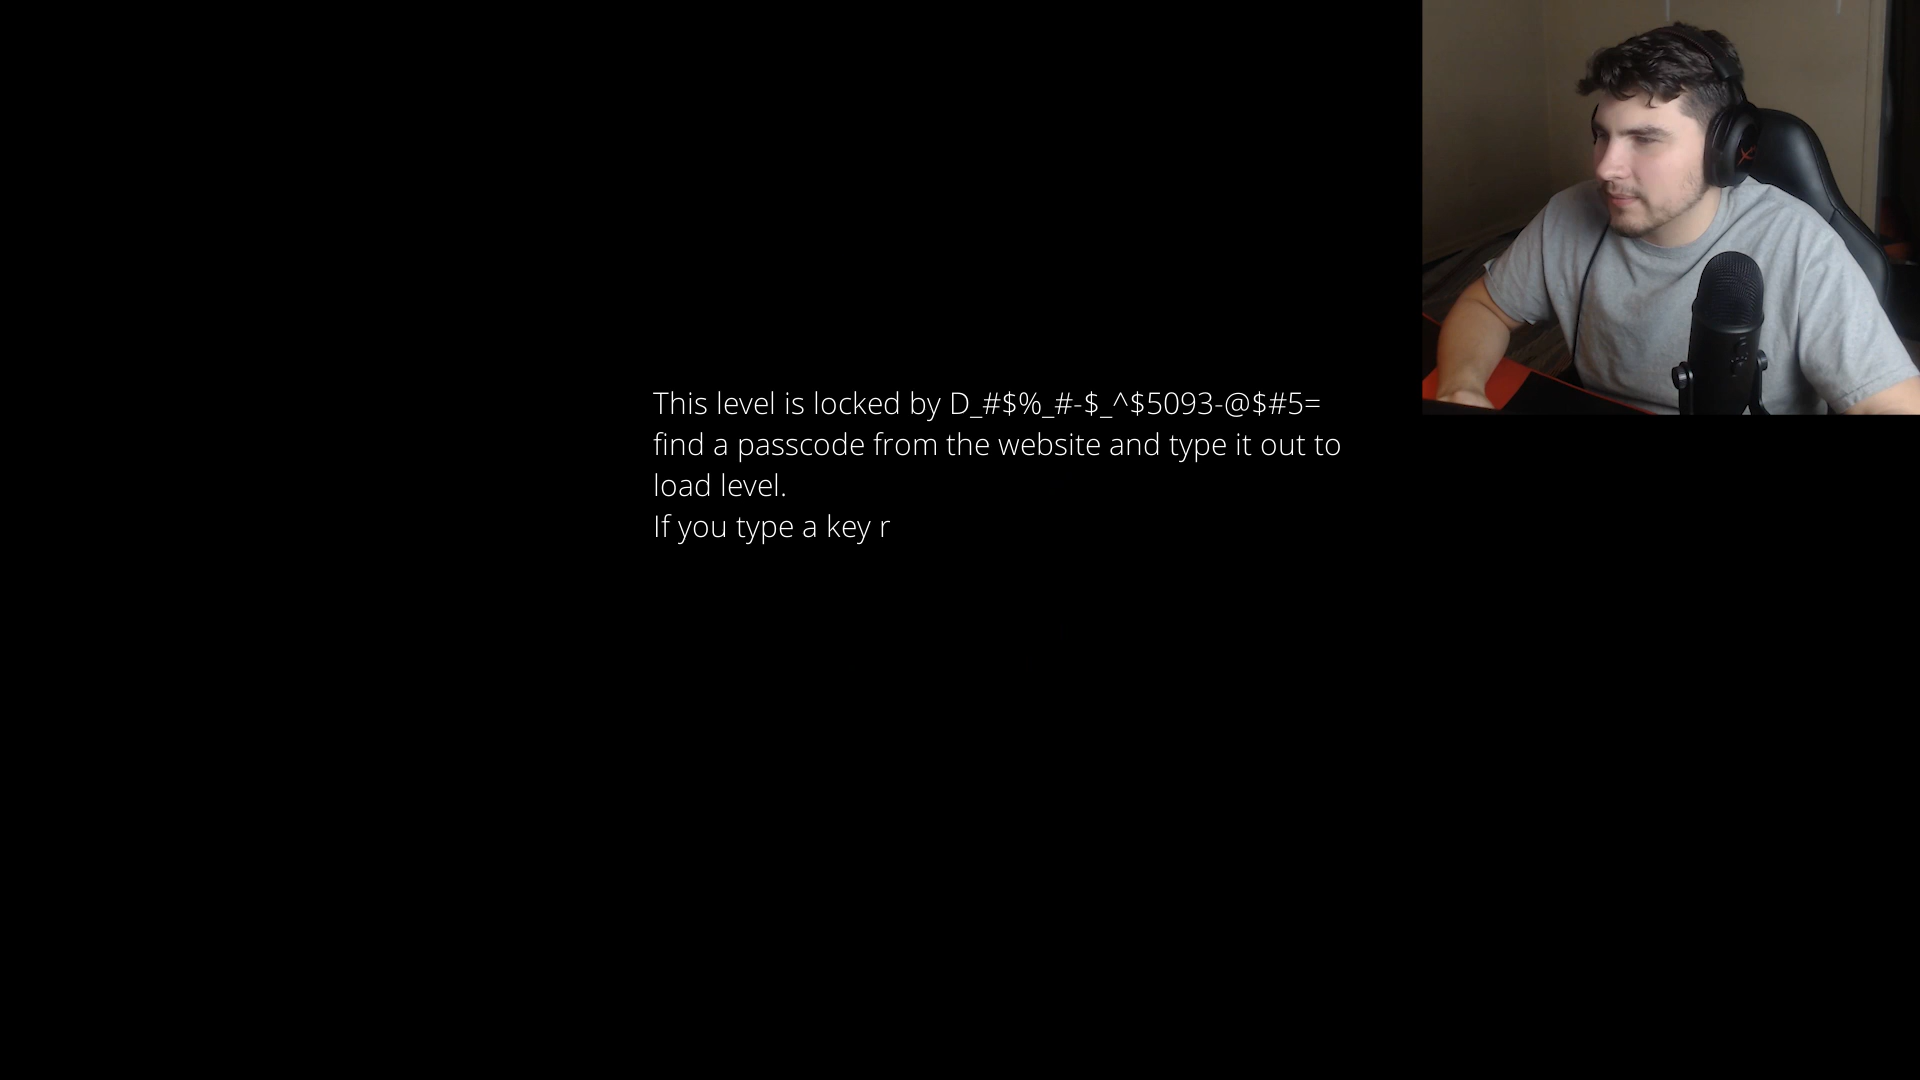 This level is locked by D_#$%_#-$_^$5093-@$#5=
find a passcode from the website and type it out to
load level.
If you type a key r